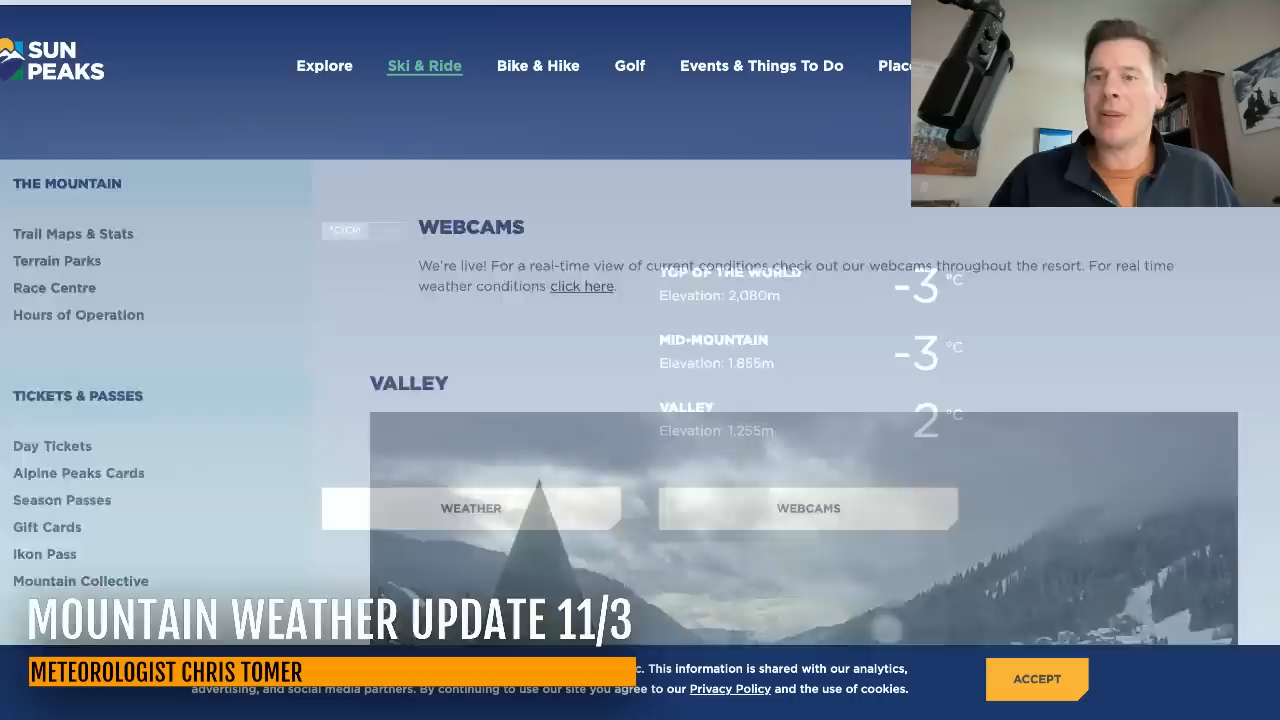 SUN
PEAKS
Explore
Ski & Ride
Bike & Hike
Golf
Events & Things To Do
THE MOUNTAIN
Trail Maps & Stats
Terrain Parks
Race Centre
Hours of Operation
TICKETS & PASSES
Day Tickets
Alpine Peaks Cards
Season Passes
Gift Cards
Ikon Pass
Mountain Collective
WEBCAMS
We're live! For a real-time view of current conditions check out our webcams throughout the resort. For real time
weather conditions click here.
TOP OF THE WORLD
Elevation: 2,080m
-3 °C
MID-MOUNTAIN
Elevation: 1,855m
-3 °C
VALLEY
Elevation: 1,255m
2 °C
VALLEY
WEATHER
WEBCAMS
MOUNTAIN WEATHER UPDATE 11/3
METEOROLOGIST CHRIS TOMER
c. This information is shared with our analytics,
advertising, and social media partners. By continuing to use our site you agree to our Privacy Policy and the use of cookies.
ACCEPT